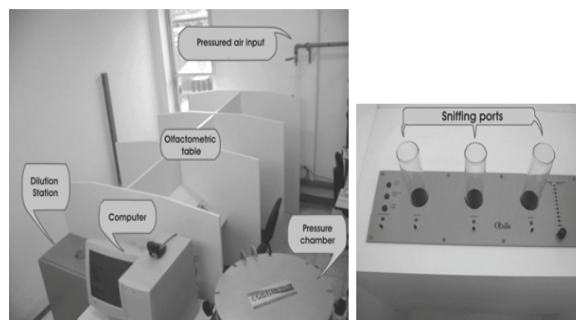 Pressured air input
Olfactometric
table
Dilution
Station
Computer
Pressure
chamber
Sniffing ports